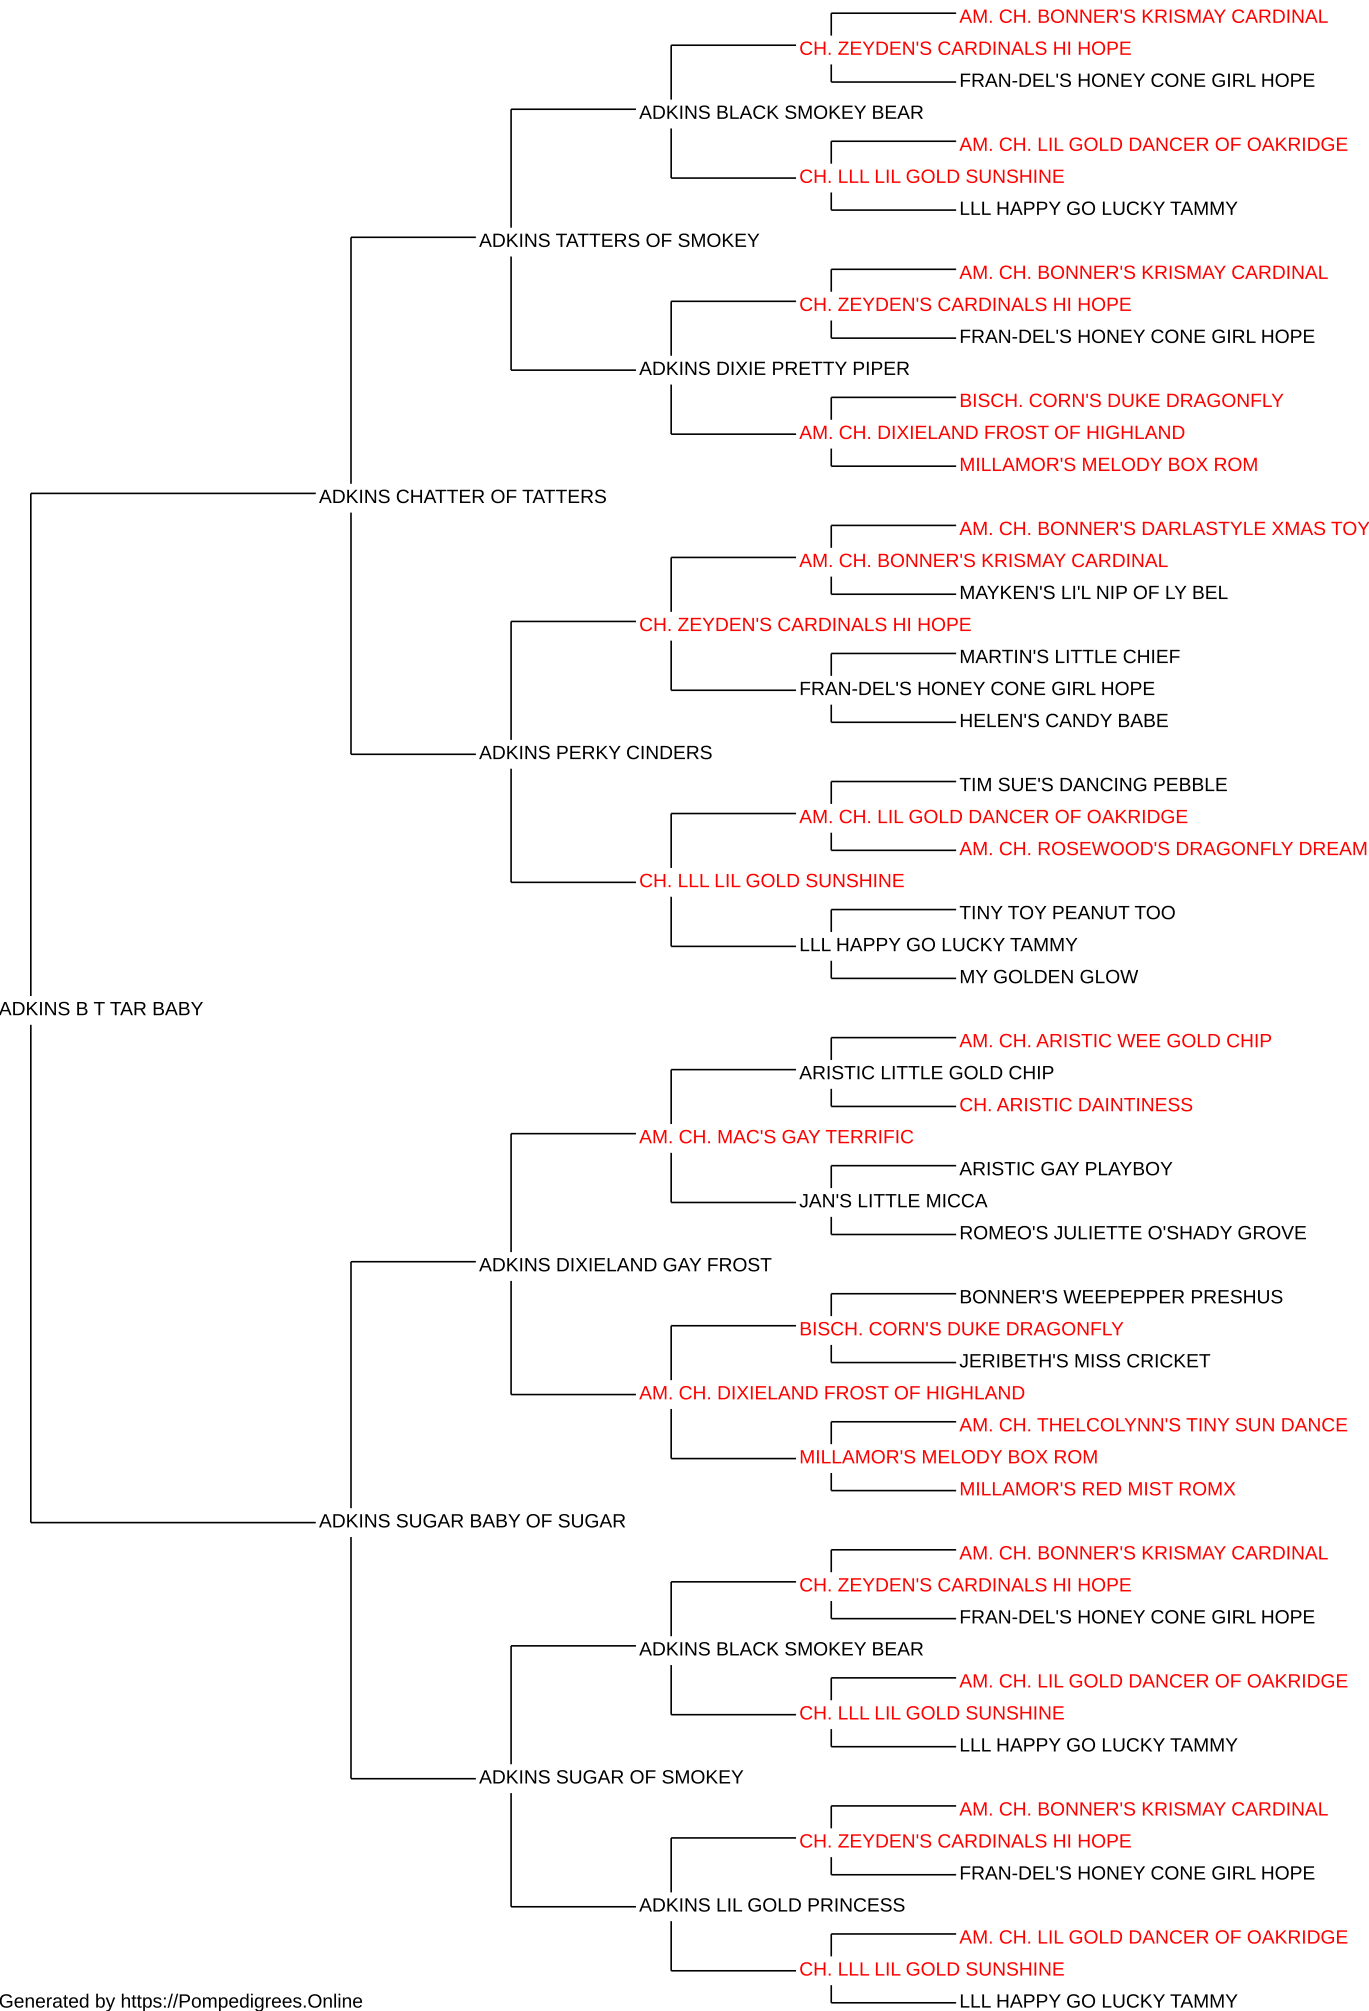 AM. CH. BONNER'S KRISMAY CARDINAL
CH. ZEYDEN'S CARDINALS HI HOPE
FRAN-DEL'S HONEY CONE GIRL HOPE
ADKINS BLACK SMOKEY BEAR
AM. CH. LIL GOLD DANCER OF OAKRIDGE
CH. LLL LIL GOLD SUNSHINE
LLL HAPPY GO LUCKY TAMMY
ADKINS TATTERS OF SMOKEY
AM. CH. BONNER'S KRISMAY CARDINAL
CH. ZEYDEN'S CARDINALS HI HOPE
FRAN-DEL'S HONEY CONE GIRL HOPE
ADKINS DIXIE PRETTY PIPER
BISCH. CORN'S DUKE DRAGONFLY
AM. CH. DIXIELAND FROST OF HIGHLAND
MILLAMOR'S MELODY BOX ROM
ADKINS CHATTER OF TATTERS
AM. CH. BONNER'S DARLASTYLE XMAS TOY
AM. CH. BONNER'S KRISMAY CARDINAL
MAYKEN'S LI'L NIP OF LY BEL
CH. ZEYDEN'S CARDINALS HI HOPE
MARTIN'S LITTLE CHIEF
FRAN-DEL'S HONEY CONE GIRL HOPE
HELEN'S CANDY BABE
ADKINS PERKY CINDERS
TIM SUE'S DANCING PEBBLE
AM. CH. LIL GOLD DANCER OF OAKRIDGE
AM. CH. ROSEWOOD'S DRAGONFLY DREAM
CH. LLL LIL GOLD SUNSHINE
TINY TOY PEANUT TOO
LLL HAPPY GO LUCKY TAMMY
MY GOLDEN GLOW
ADKINS B T TAR BABY
AM. CH. ARISTIC WEE GOLD CHIP
ARISTIC LITTLE GOLD CHIP
CH. ARISTIC DAINTINESS
AM. CH. MAC'S GAY TERRIFIC
ARISTIC GAY PLAYBOY
JAN'S LITTLE MICCA
ROMEO'S JULIETTE O'SHADY GROVE
ADKINS DIXIELAND GAY FROST
BONNER'S WEEPEPPER PRESHUS
BISCH. CORN'S DUKE DRAGONFLY
JERIBETH'S MISS CRICKET
AM. CH. DIXIELAND FROST OF HIGHLAND
AM. CH. THELCOLYNN'S TINY SUN DANCE
MILLAMOR'S MELODY BOX ROM
MILLAMOR'S RED MIST ROMX
ADKINS SUGAR BABY OF SUGAR
AM. CH. BONNER'S KRISMAY CARDINAL
CH. ZEYDEN'S CARDINALS HI HOPE
FRAN-DEL'S HONEY CONE GIRL HOPE
ADKINS BLACK SMOKEY BEAR
AM. CH. LIL GOLD DANCER OF OAKRIDGE
CH. LLL LIL GOLD SUNSHINE
LLL HAPPY GO LUCKY TAMMY
ADKINS SUGAR OF SMOKEY
AM. CH. BONNER'S KRISMAY CARDINAL
CH. ZEYDEN'S CARDINALS HI HOPE
FRAN-DEL'S HONEY CONE GIRL HOPE
ADKINS LIL GOLD PRINCESS
AM. CH. LIL GOLD DANCER OF OAKRIDGE
CH. LLL LIL GOLD SUNSHINE
LLL HAPPY GO LUCKY TAMMY
Generated by https://Pompedigrees.Online